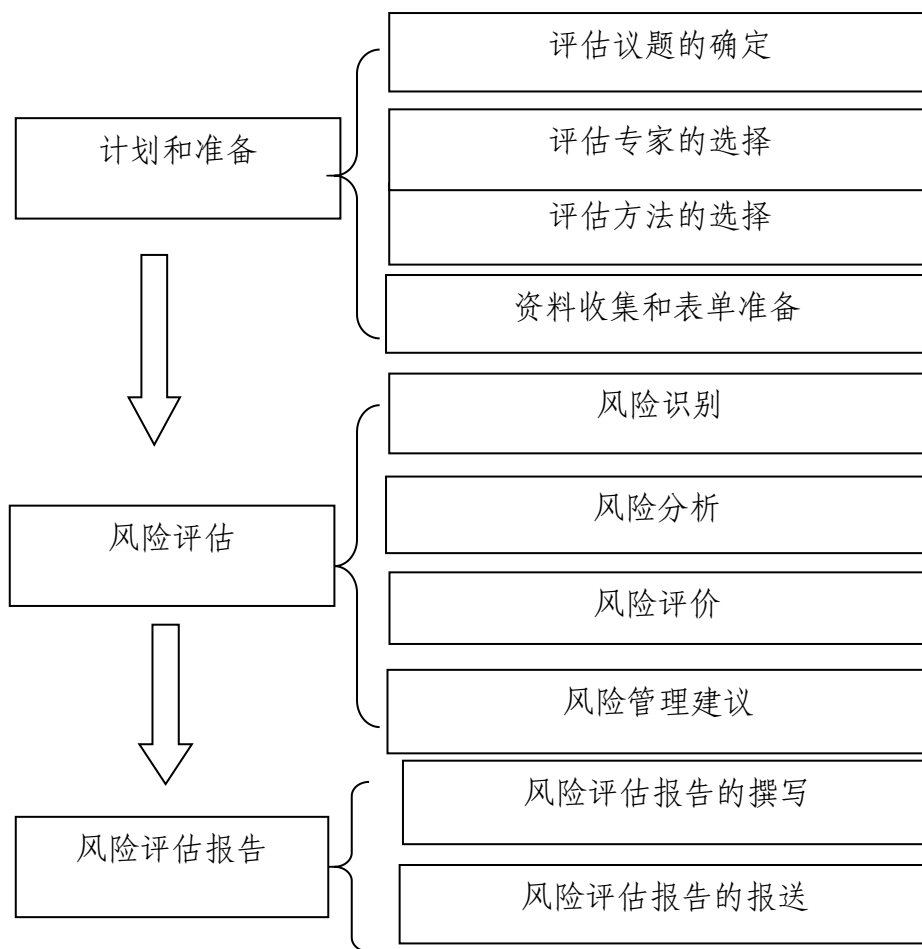 计划和准备
评估议题的确定
评估专家的选择
评估方法的选择
资料收集和表单准备
风险评估
风险识别
风险分析
风险评价
风险管理建议
风险评估报告
风险评估报告的撰写
风险评估报告的报送